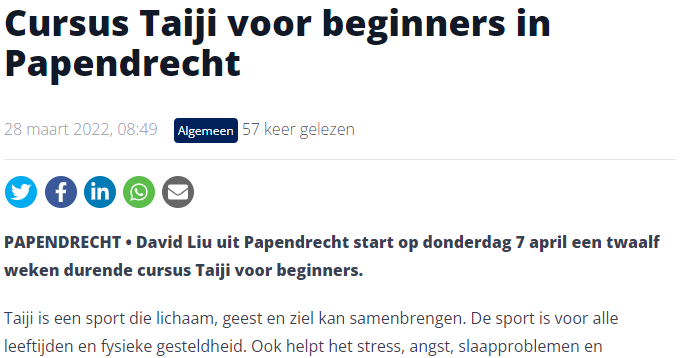 Cursus Taiji voor beginners in
Papendrecht
28 maart 2022, 08:49 Algemeen 57 keer gelezen
PAPENDRECHT • David Liu uit Papendrecht start op donderdag 7 april een twaalf
weken durende cursus Taiji voor beginners.
Taiji is een sport die lichaam, geest en ziel kan samenbrengen. De sport is voor alle
leeftijden en fysieke gesteldheid. Ook helpt het stress, angst, slaapproblemen en